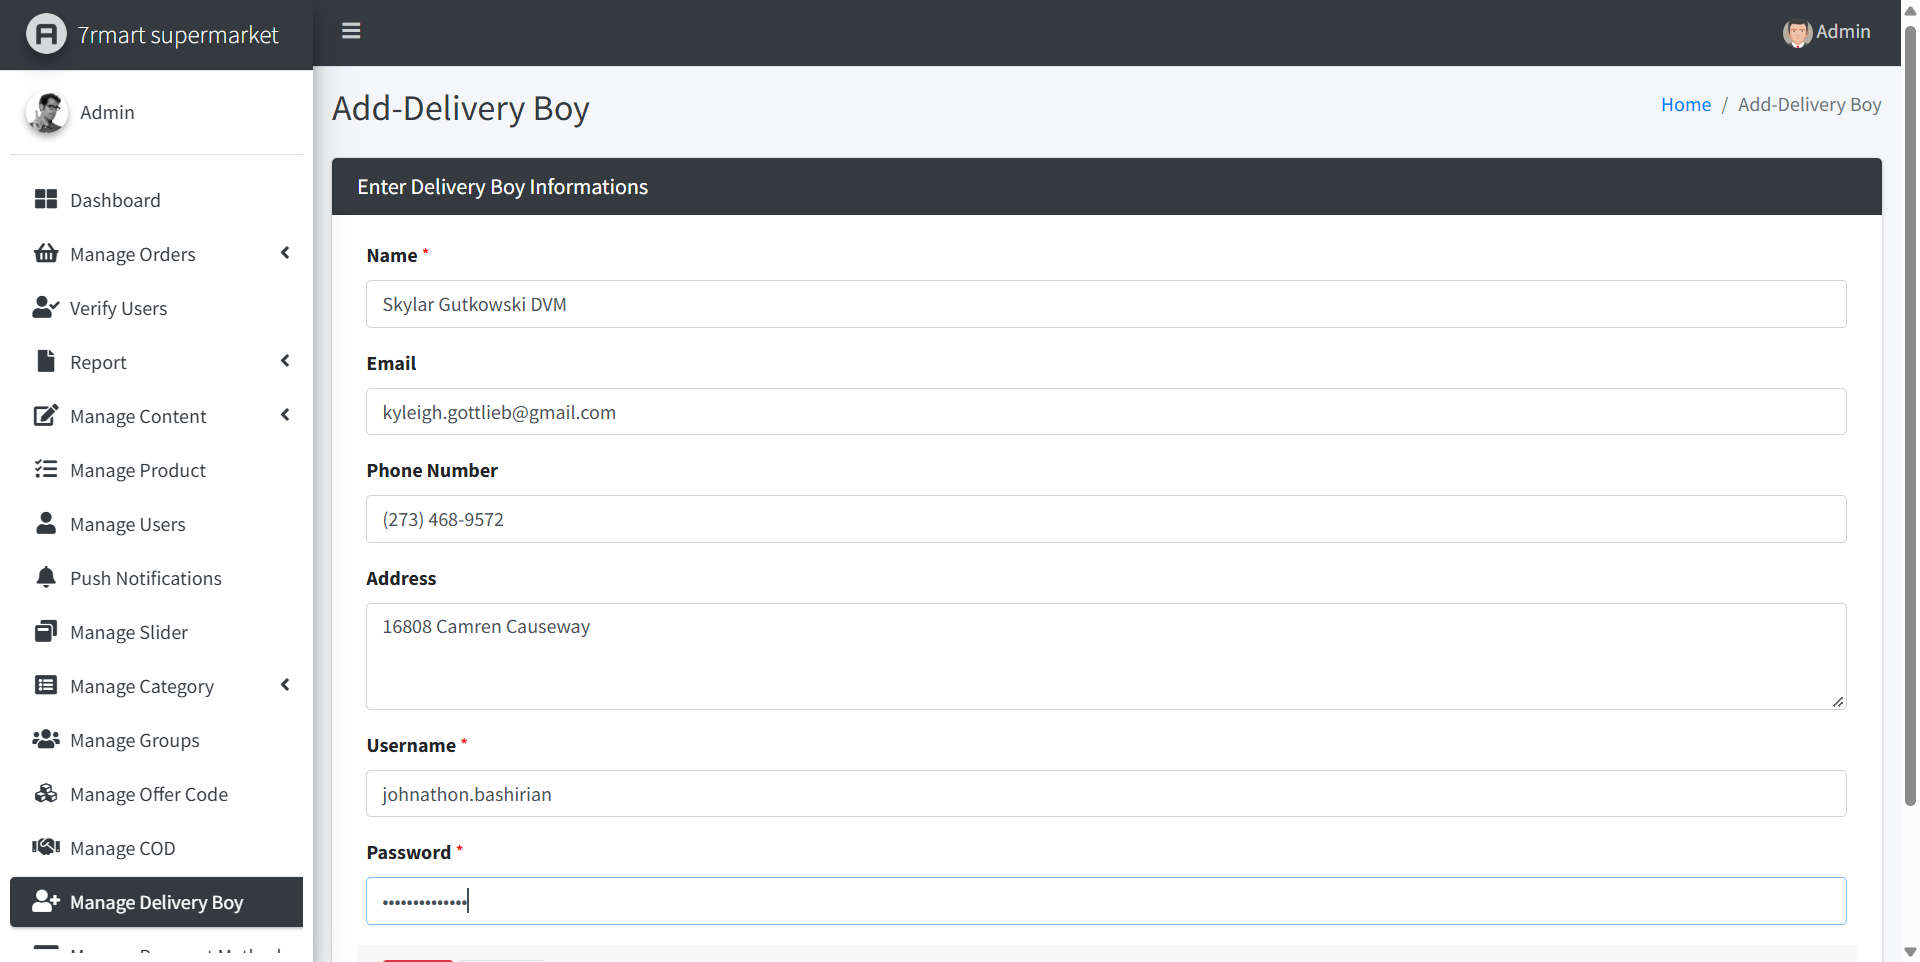 7rmart supermarket
Admin
Admin
Dashboard
Manage Orders
Verify Users
Report
Manage Content
Manage Product
Manage Users
Push Notifications
Manage Slider
Manage Category
Manage Groups
Manage Offer Code
Manage COD
Manage Delivery Boy
Add-Delivery Boy
Home / Add-Delivery Boy
Enter Delivery Boy Informations
Name *
Skylar Gutkowski DVM
Email
kyleigh.gottlieb@gmail.com
Phone Number
(273) 468-9572
Address
16808 Camren Causeway
Username *
johnathon.bashirian
Password *
••••••••••••••